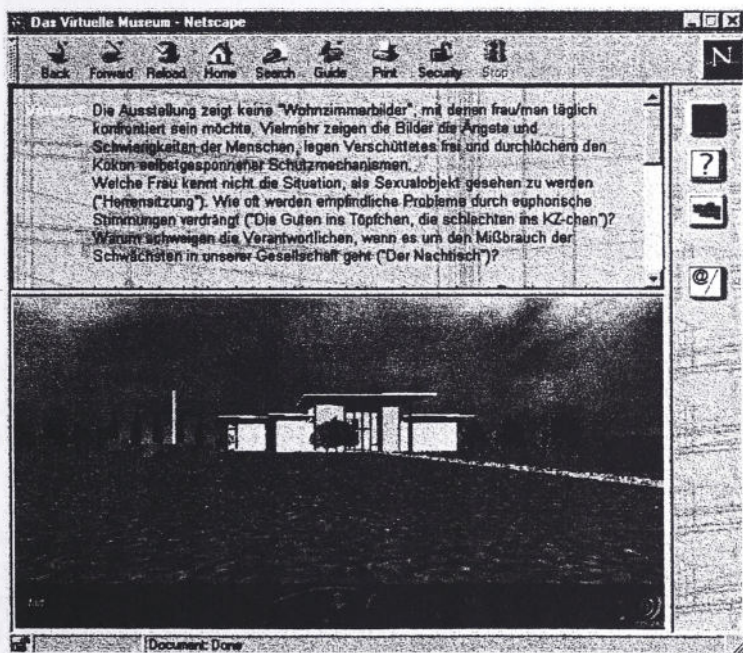 Das Virtuelle Museum - Netscape
Back Forward Reload Home Search Guide Print Security Stop
N
Die Ausstellung zeigt keine "Wohnzimmerbilder", mit denen frau/man täglich
konfrontiert sein möchte. Vielmehr zeigen die Bilder die Ängste und
Schwierigkeiten der Menschen, legen Verschüttetes frei und durchlöchern den
Kokon selbstgesponnener Schutzmechanismen.
Welche Frau kennt nicht die Situation, als Sexualobjekt gesehen zu werden
("Herrensitzung"). Wie oft werden empfindliche Probleme durch euphorische
Stimmungen verdrängt ("Die Guten ins Töpfchen, die schlechten ins KZ-chen")?
Warum schweigen die Verantwortlichen, wenn es um den Mißbrauch der
Schwächsten in unserer Gesellschaft geht ("Der Nachtisch")?
?
@/
Document: Done